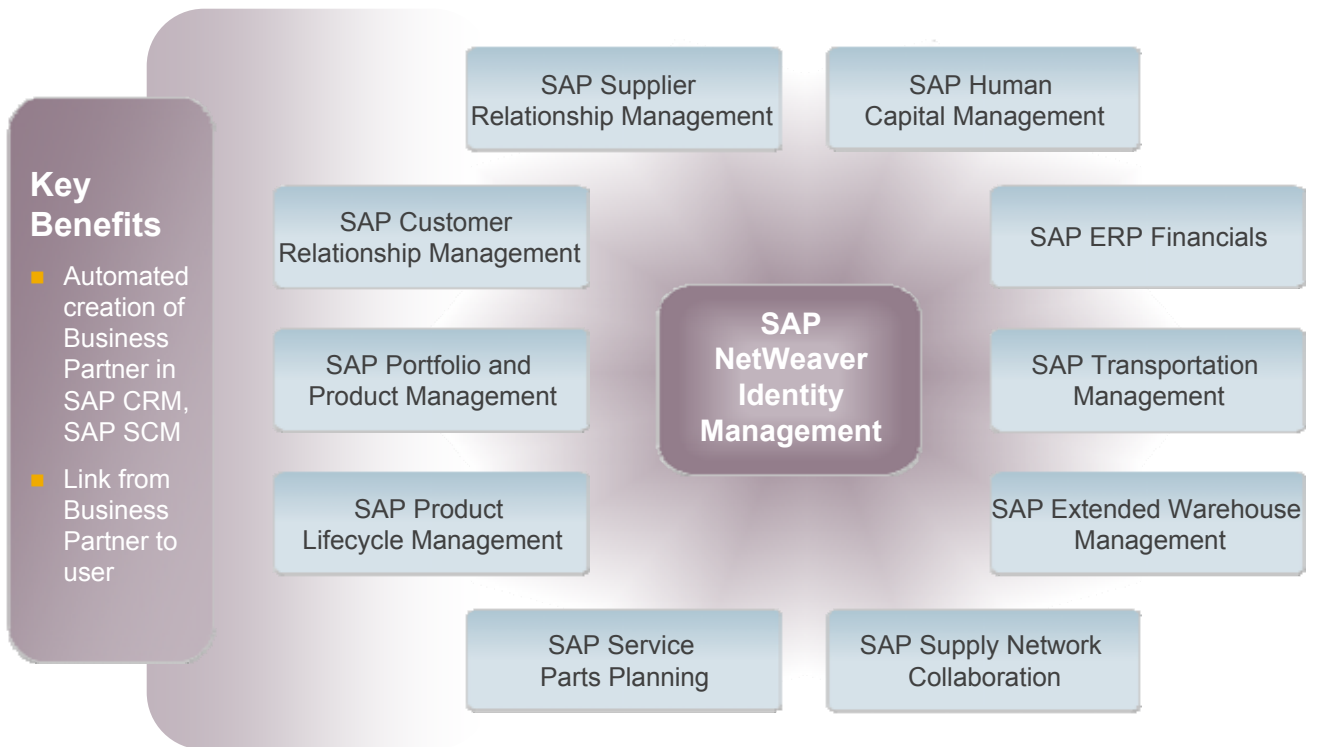 Key
Benefits
Automated
creation of
Business
Partner in
SAP CRM,
SAP SCM
Link from
Business
Partner to
user
SAP Supplier
Relationship Management
SAP Human
Capital Management
SAP Customer
Relationship Management
SAP ERP Financials
SAP
NetWeaver
Identity
Management
SAP Portfolio and
Product Management
SAP Transportation
Management
SAP Product
Lifecycle Management
SAP Extended Warehouse
Management
SAP Service
Parts Planning
SAP Supply Network
Collaboration